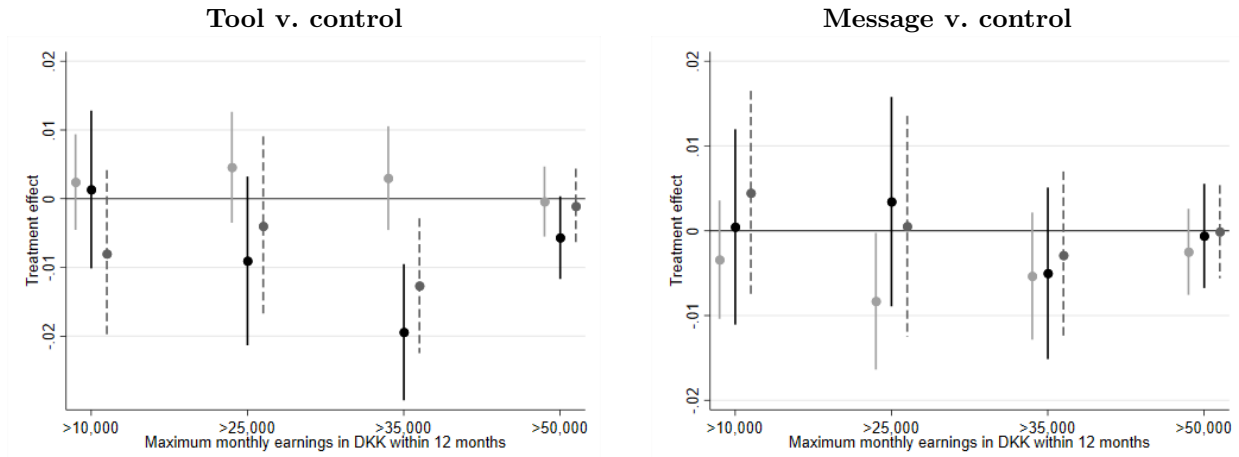 Tool v. control
.02
.01
0
-.01
-.02
Treatment effect
>10,000 >25,000 >35,000 >50,000
Maximum monthly earnings in DKK within 12 months
Message v. control
.02
.01
0
-.01
-.02
Treatment effect
>10,000 >25,000 >35,000 >50,000
Maximum monthly earnings in DKK within 12 months